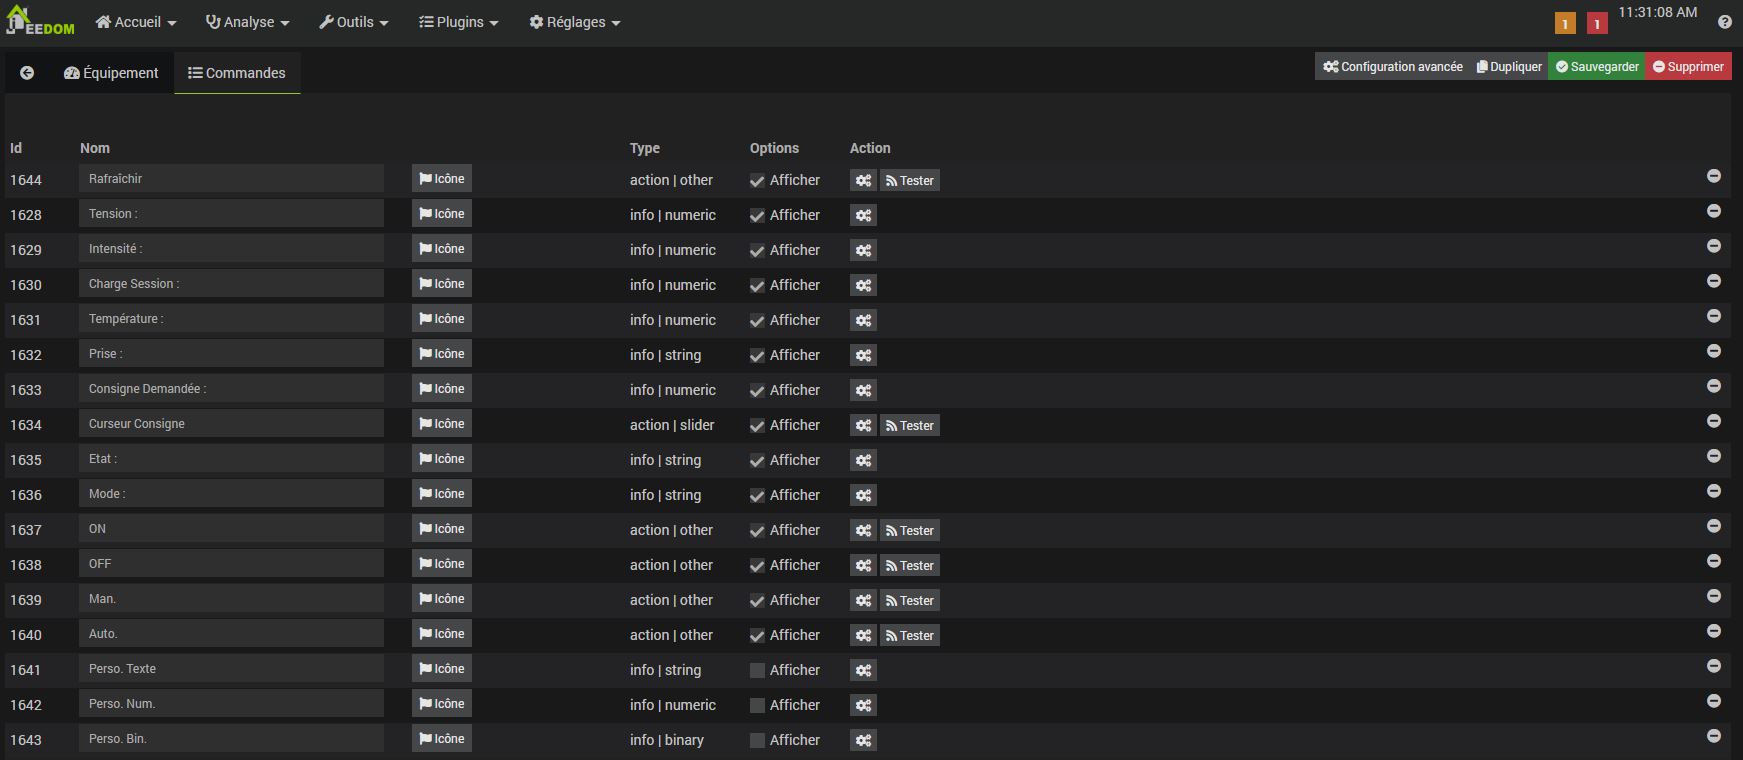 JEEDOM Accueil Analyse Outils Plugins Réglages 1 1 11:31:08 AM
Équipement Commandes Configuration avancée Dupliquer Sauvegarder Supprimer
Id Nom Type Options Action
1644 Rafraîchir Icône action | other Afficher Tester
1628 Tension : Icône info | numeric Afficher
1629 Intensité : Icône info | numeric Afficher
1630 Charge Session : Icône info | numeric Afficher
1631 Température : Icône info | numeric Afficher
1632 Prise : Icône info | string Afficher
1633 Consigne Demandée : Icône info | numeric Afficher
1634 Curseur Consigne Icône action | slider Afficher Tester
1635 Etat : Icône info | string Afficher
1636 Mode : Icône info | string Afficher
1637 ON Icône action | other Afficher Tester
1638 OFF Icône action | other Afficher Tester
1639 Man. Icône action | other Afficher Tester
1640 Auto. Icône action | other Afficher Tester
1641 Perso. Texte Icône info | string Afficher
1642 Perso. Num. Icône info | numeric Afficher
1643 Perso. Bin. Icône info | binary Afficher